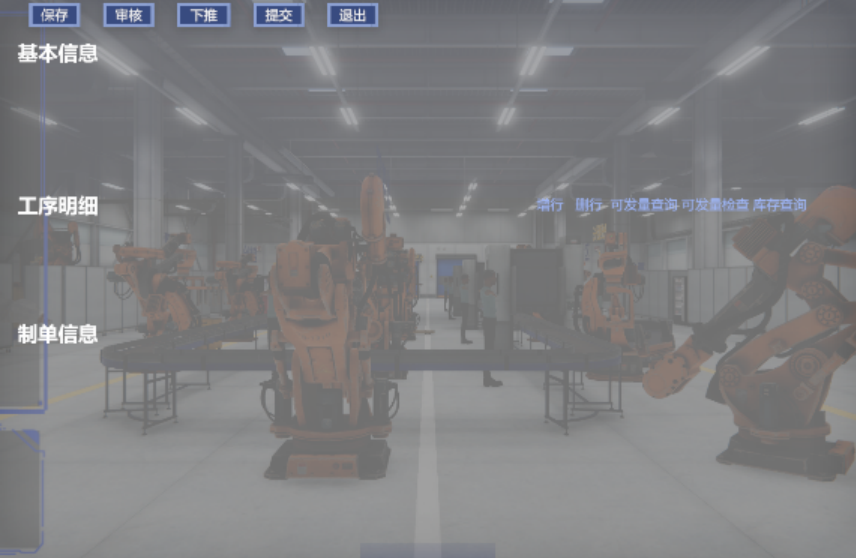 保存 审核 下推 提交 退出
基本信息
工序明细 增行 删行 可发量查询 可发量检查 库存查询
制单信息